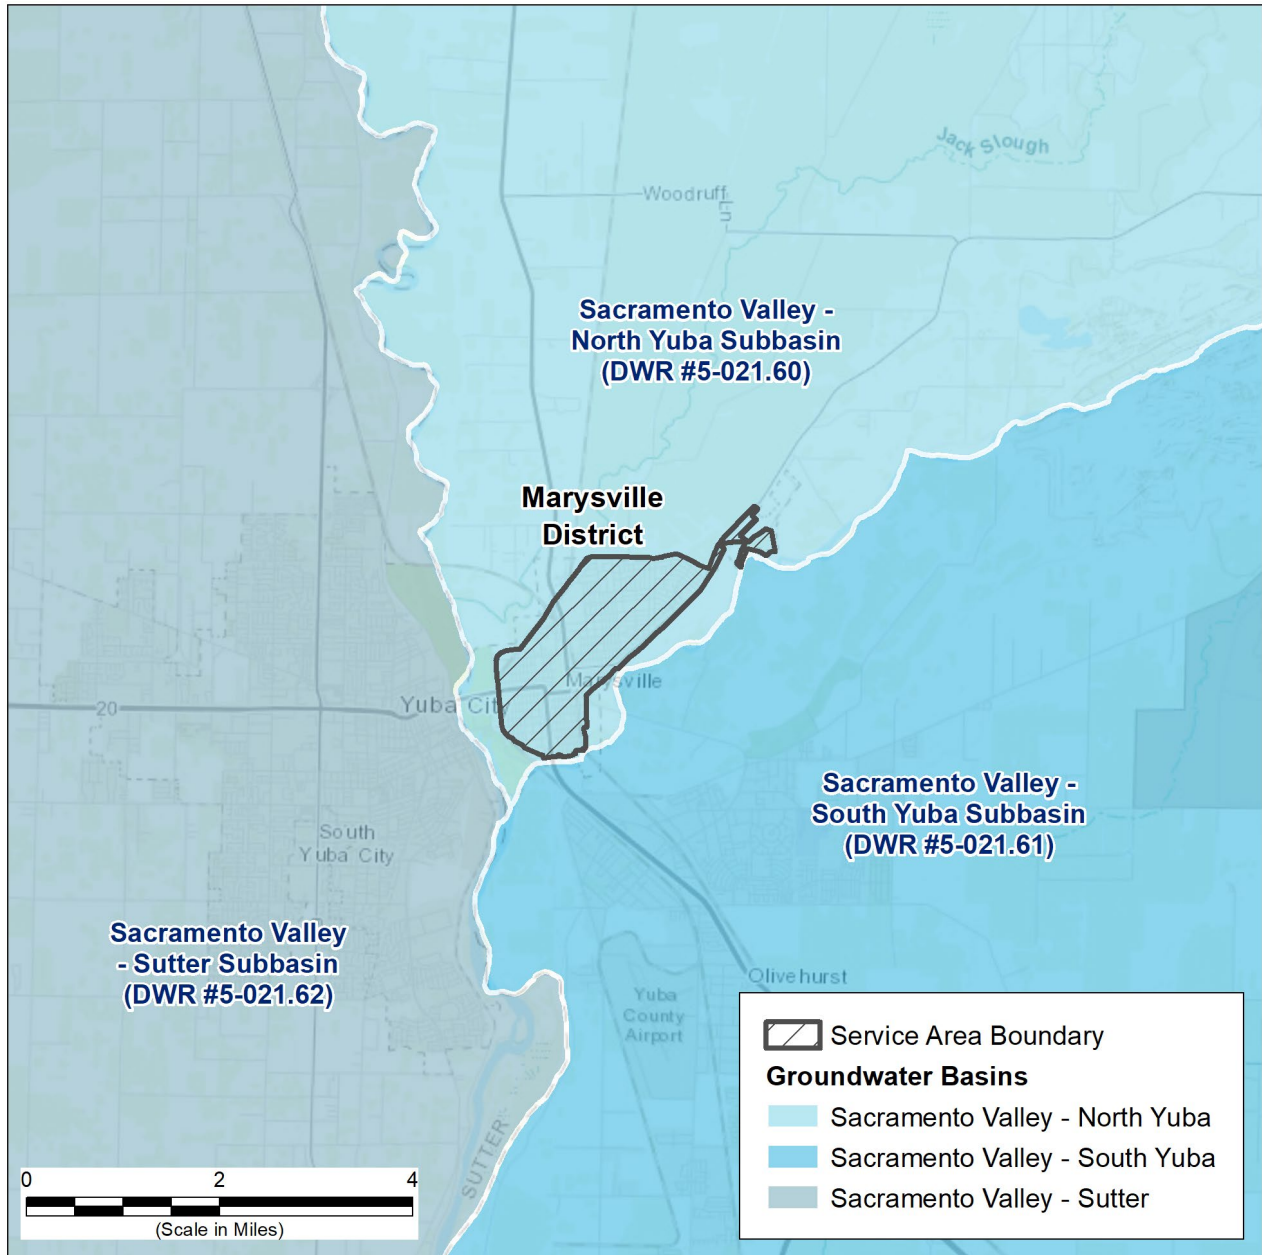 Jack Slough
Woodruff
Ln
Sacramento Valley -
North Yuba Subbasin
(DWR #5-021.60)
Marysville
District
Marysville
Yuba City
20
Sacramento Valley -
South Yuba Subbasin
(DWR #5-021.61)
South
Yuba City
Sacramento Valley
- Sutter Subbasin
(DWR #5-021.62)
Olivehurst
Yuba
County
Airport
SUTTER
Service Area Boundary
Groundwater Basins
Sacramento Valley - North Yuba
Sacramento Valley - South Yuba
Sacramento Valley - Sutter
0 2 4
(Scale in Miles)